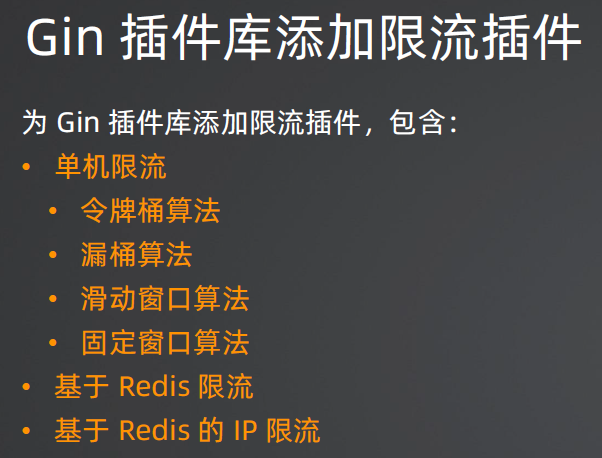 Gin 插件库添加限流插件
为 Gin 插件库添加限流插件，包含：
• 单机限流
• 令牌桶算法
• 漏桶算法
• 滑动窗口算法
• 固定窗口算法
• 基于 Redis 限流
• 基于 Redis 的 IP 限流